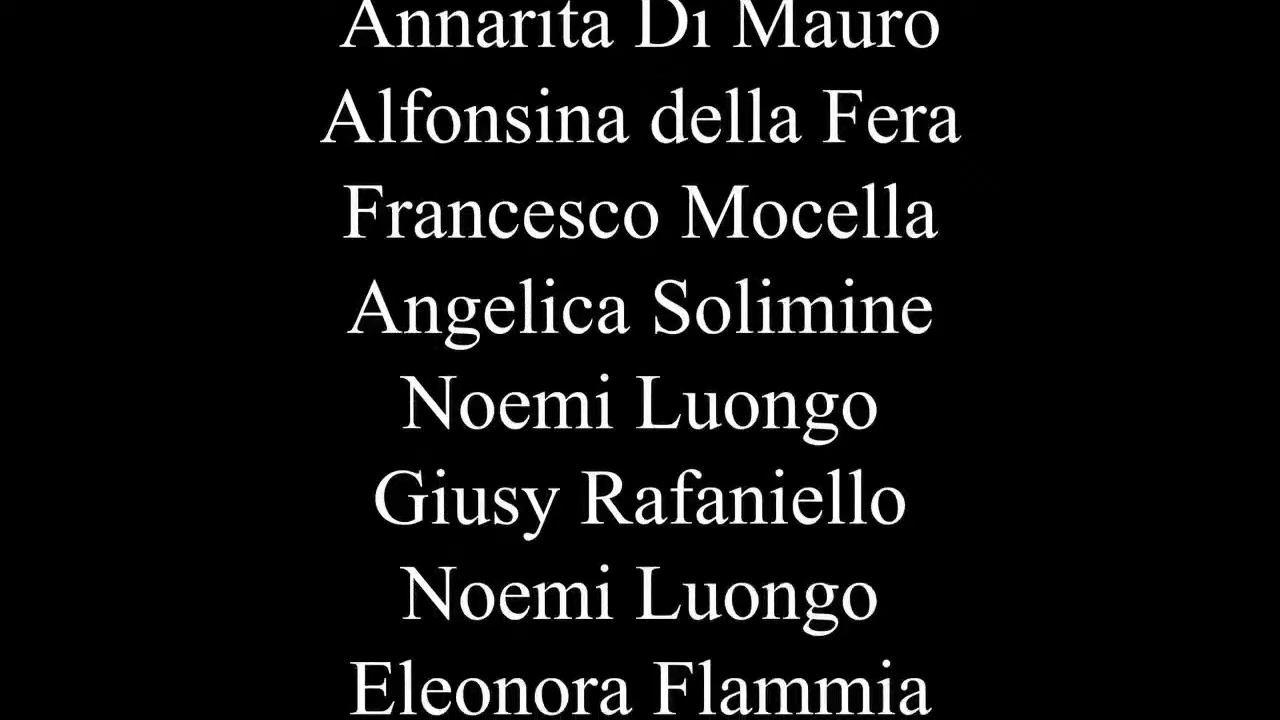 Annarita Di Mauro
Alfonsina della Fera
Francesco Mocella
Angelica Solimine
Noemi Luongo
Giusy Rafaniello
Noemi Luongo
Eleonora Flammia